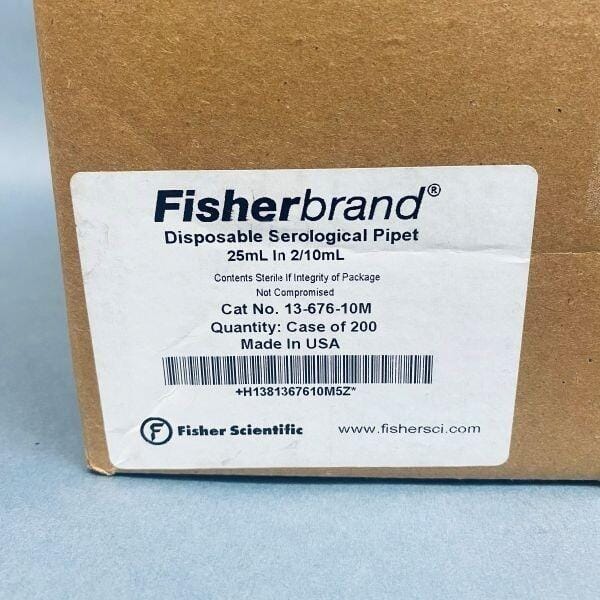 Fisherbrand®
Disposable Serological Pipet
25mL In 2/10mL
Contents Sterile If Integrity of Package
Not Compromised
Cat No. 13-676-10M
Quantity: Case of 200
Made In USA
+H1381367610M5Z*
F Fisher Scientific www.fishersci.com